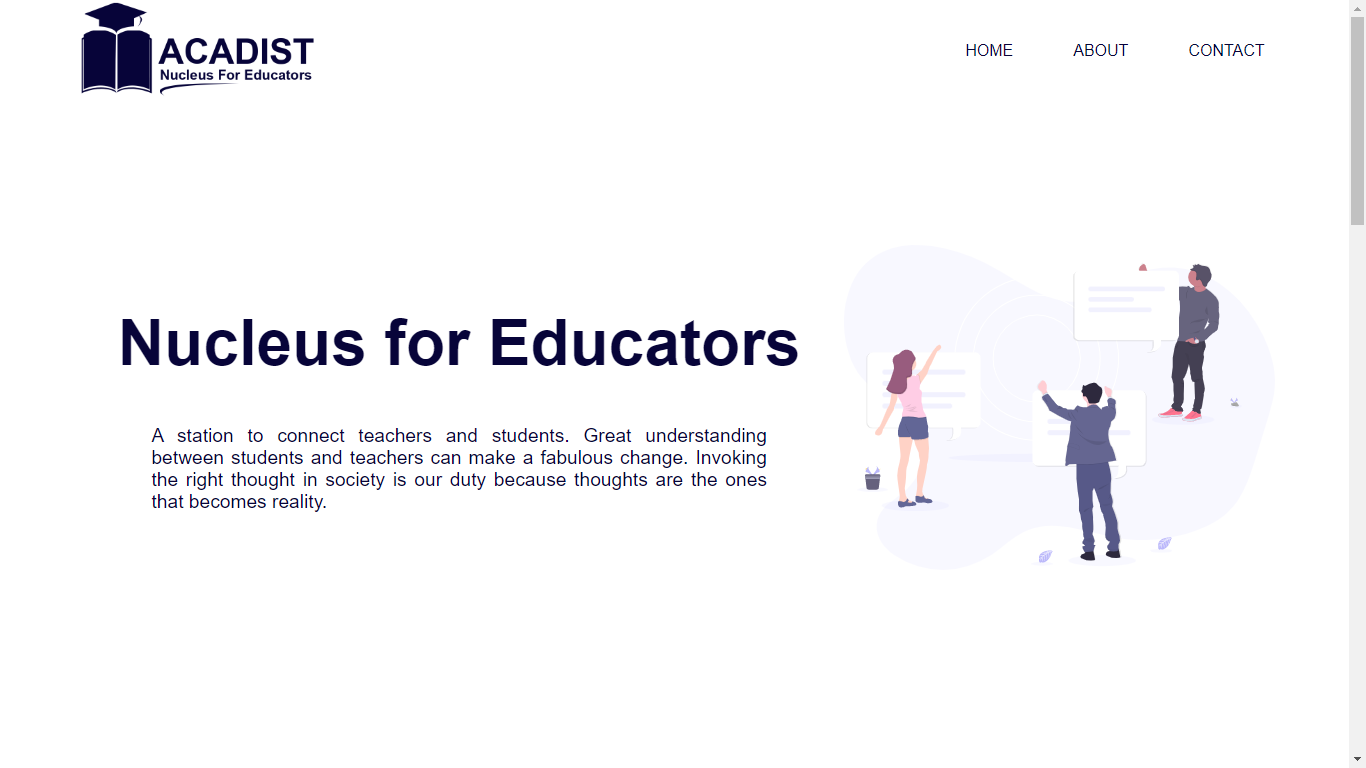 ACADIST
Nucleus For Educators
HOME ABOUT CONTACT
Nucleus for Educators
A station to connect teachers and students. Great understanding
between students and teachers can make a fabulous change. Invoking
the right thought in society is our duty because thoughts are the ones
that becomes reality.